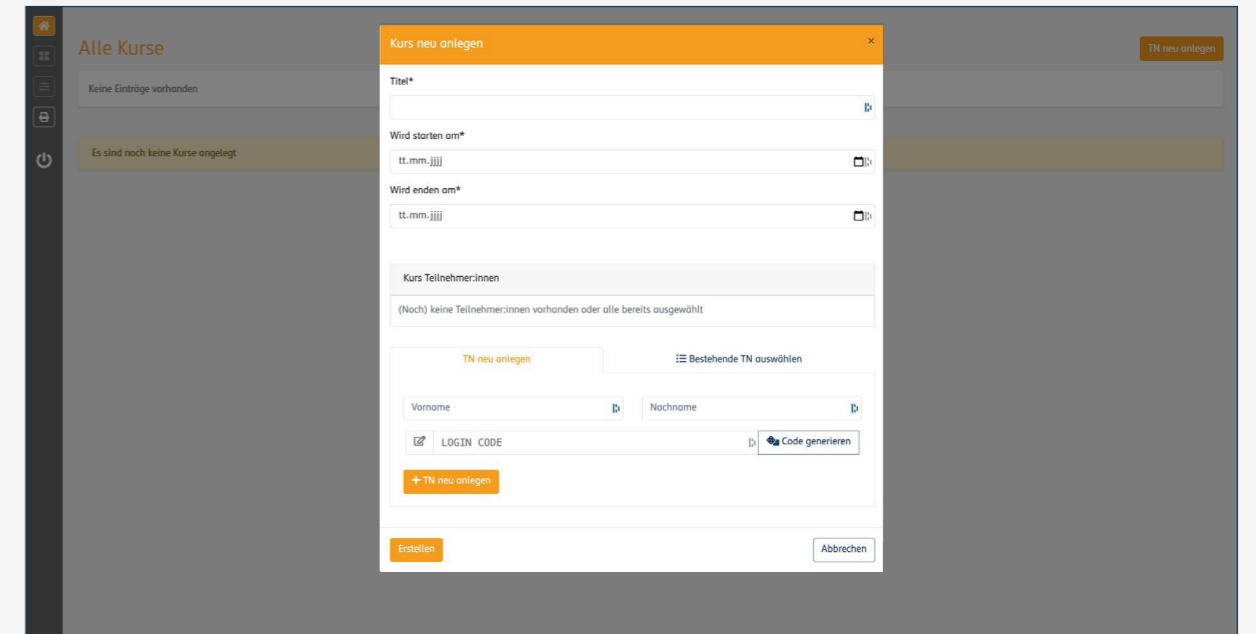 Alle Kurse
TN neu anlegen
Keine Einträge vorhanden
Es sind noch keine Kurse angelegt
Kurs neu anlegen
×
Titel*
Wird starten am*
tt.mm.jjjj
Wird enden am*
tt.mm.jjjj
Kurs Teilnehmer:innen
(Noch) keine Teilnehmer:innen vorhanden oder alle bereits ausgewählt
TN neu anlegen
Bestehende TN auswählen
Vorname
Nachname
LOGIN CODE
Code generieren
+ TN neu anlegen
Erstellen
Abbrechen